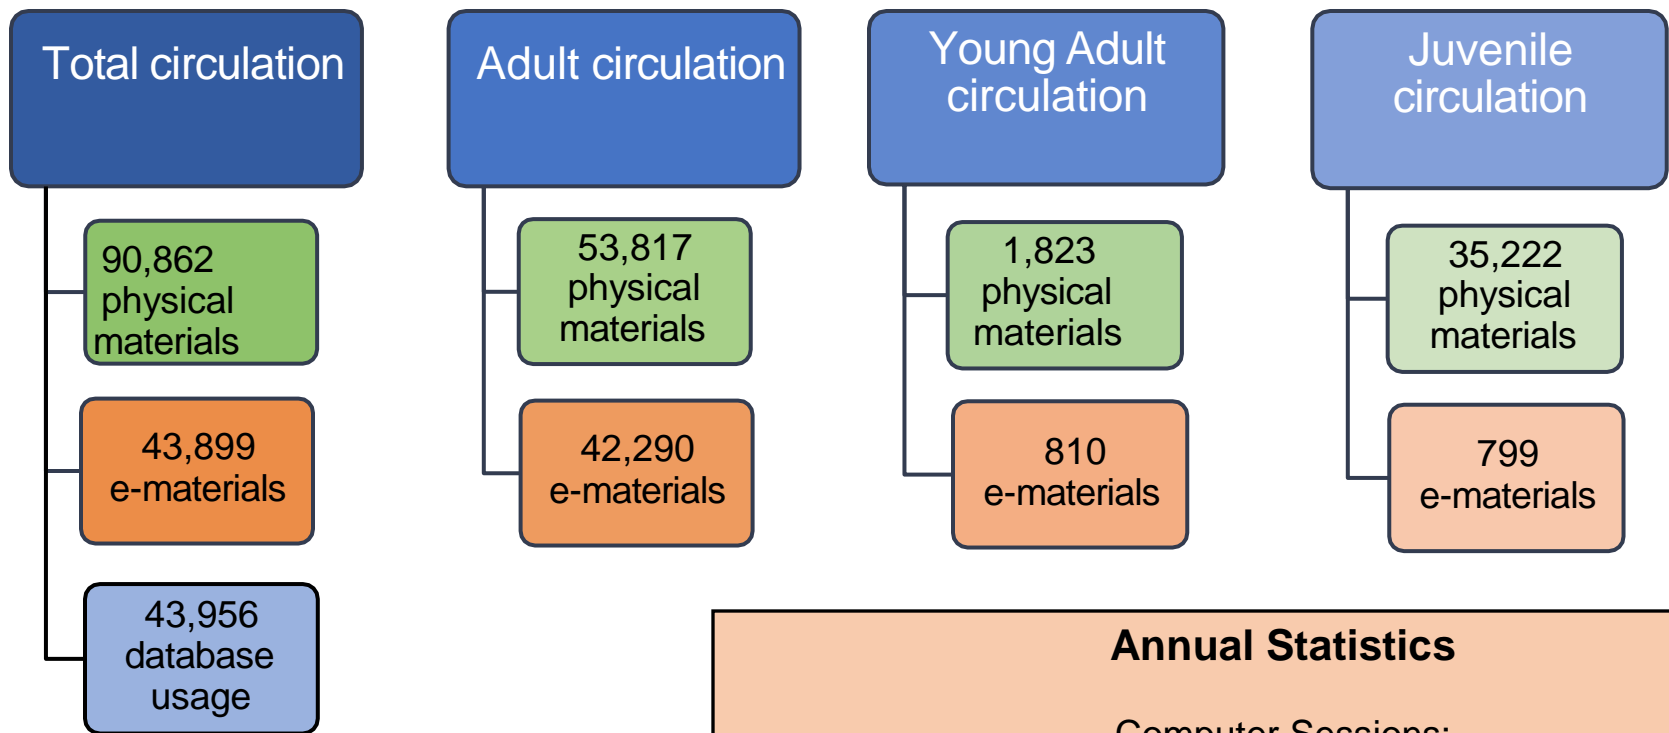 Total circulation
90,862
physical
materials
43,899
e-materials
43,956
database
usage
Adult circulation
53,817
physical
materials
42,290
e-materials
Young Adult
circulation
1,823
physical
materials
810
e-materials
Juvenile
circulation
35,222
physical
materials
799
e-materials
Annual Statistics
Computer Sessions: